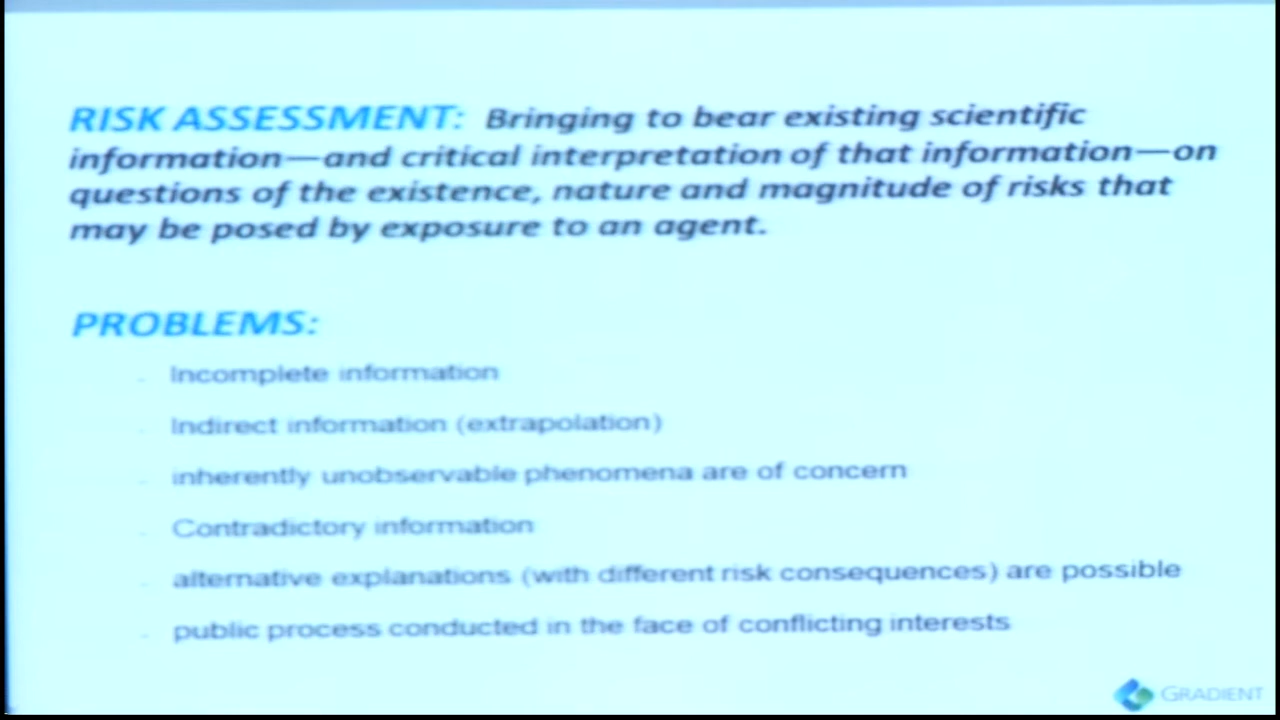 RISK ASSESSMENT: Bringing to bear existing scientific
information—and critical interpretation of that information—on
questions of the existence, nature and magnitude of risks that
may be posed by exposure to an agent.
PROBLEMS:
- Incomplete information
- Indirect information (extrapolation)
- inherently unobservable phenomena are of concern
- Contradictory information
- alternative explanations (with different risk consequences) are possible
- public process conducted in the face of conflicting interests
GRADIENT